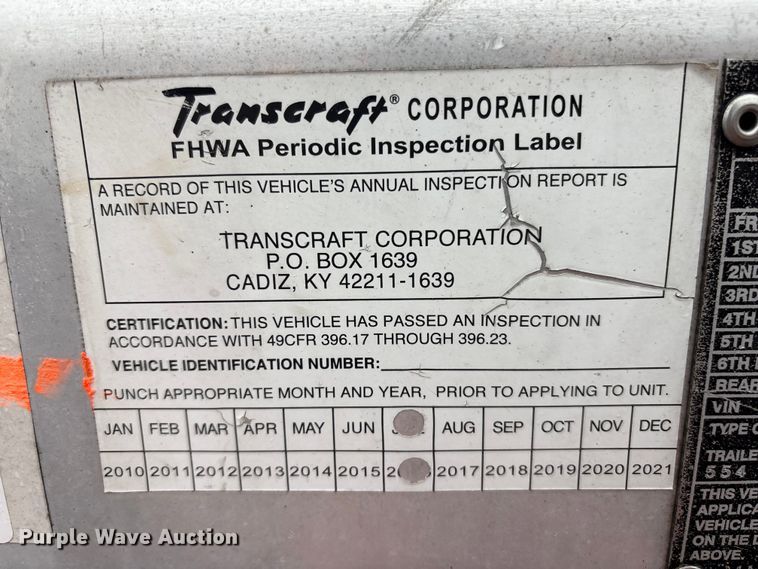 Transcraft® CORPORATION
FHWA Periodic Inspection Label
A RECORD OF THIS VEHICLE'S ANNUAL INSPECTION REPORT IS
MAINTAINED AT:
TRANSCRAFT CORPORATION
P.O. BOX 1639
CADIZ, KY 42211-1639
CERTIFICATION: THIS VEHICLE HAS PASSED AN INSPECTION IN
ACCORDANCE WITH 49CFR 396.17 THROUGH 396.23.
VEHICLE IDENTIFICATION NUMBER:
PUNCH APPROPRIATE MONTH AND YEAR, PRIOR TO APPLYING TO UNIT.
JAN FEB MAR APR MAY JUN AUG SEP OCT NOV DEC
2010 2011 2012 2013 2014 2015 2017 2018 2019 2020 2021
FR
1ST
2ND
3RD
4TH
5TH
6TH
REAR
VIN
TYPE
TRAILE
554
THIS VE
APPLICA
VEHICLE
ON THE D
ABOVE.
Purple Wave Auction